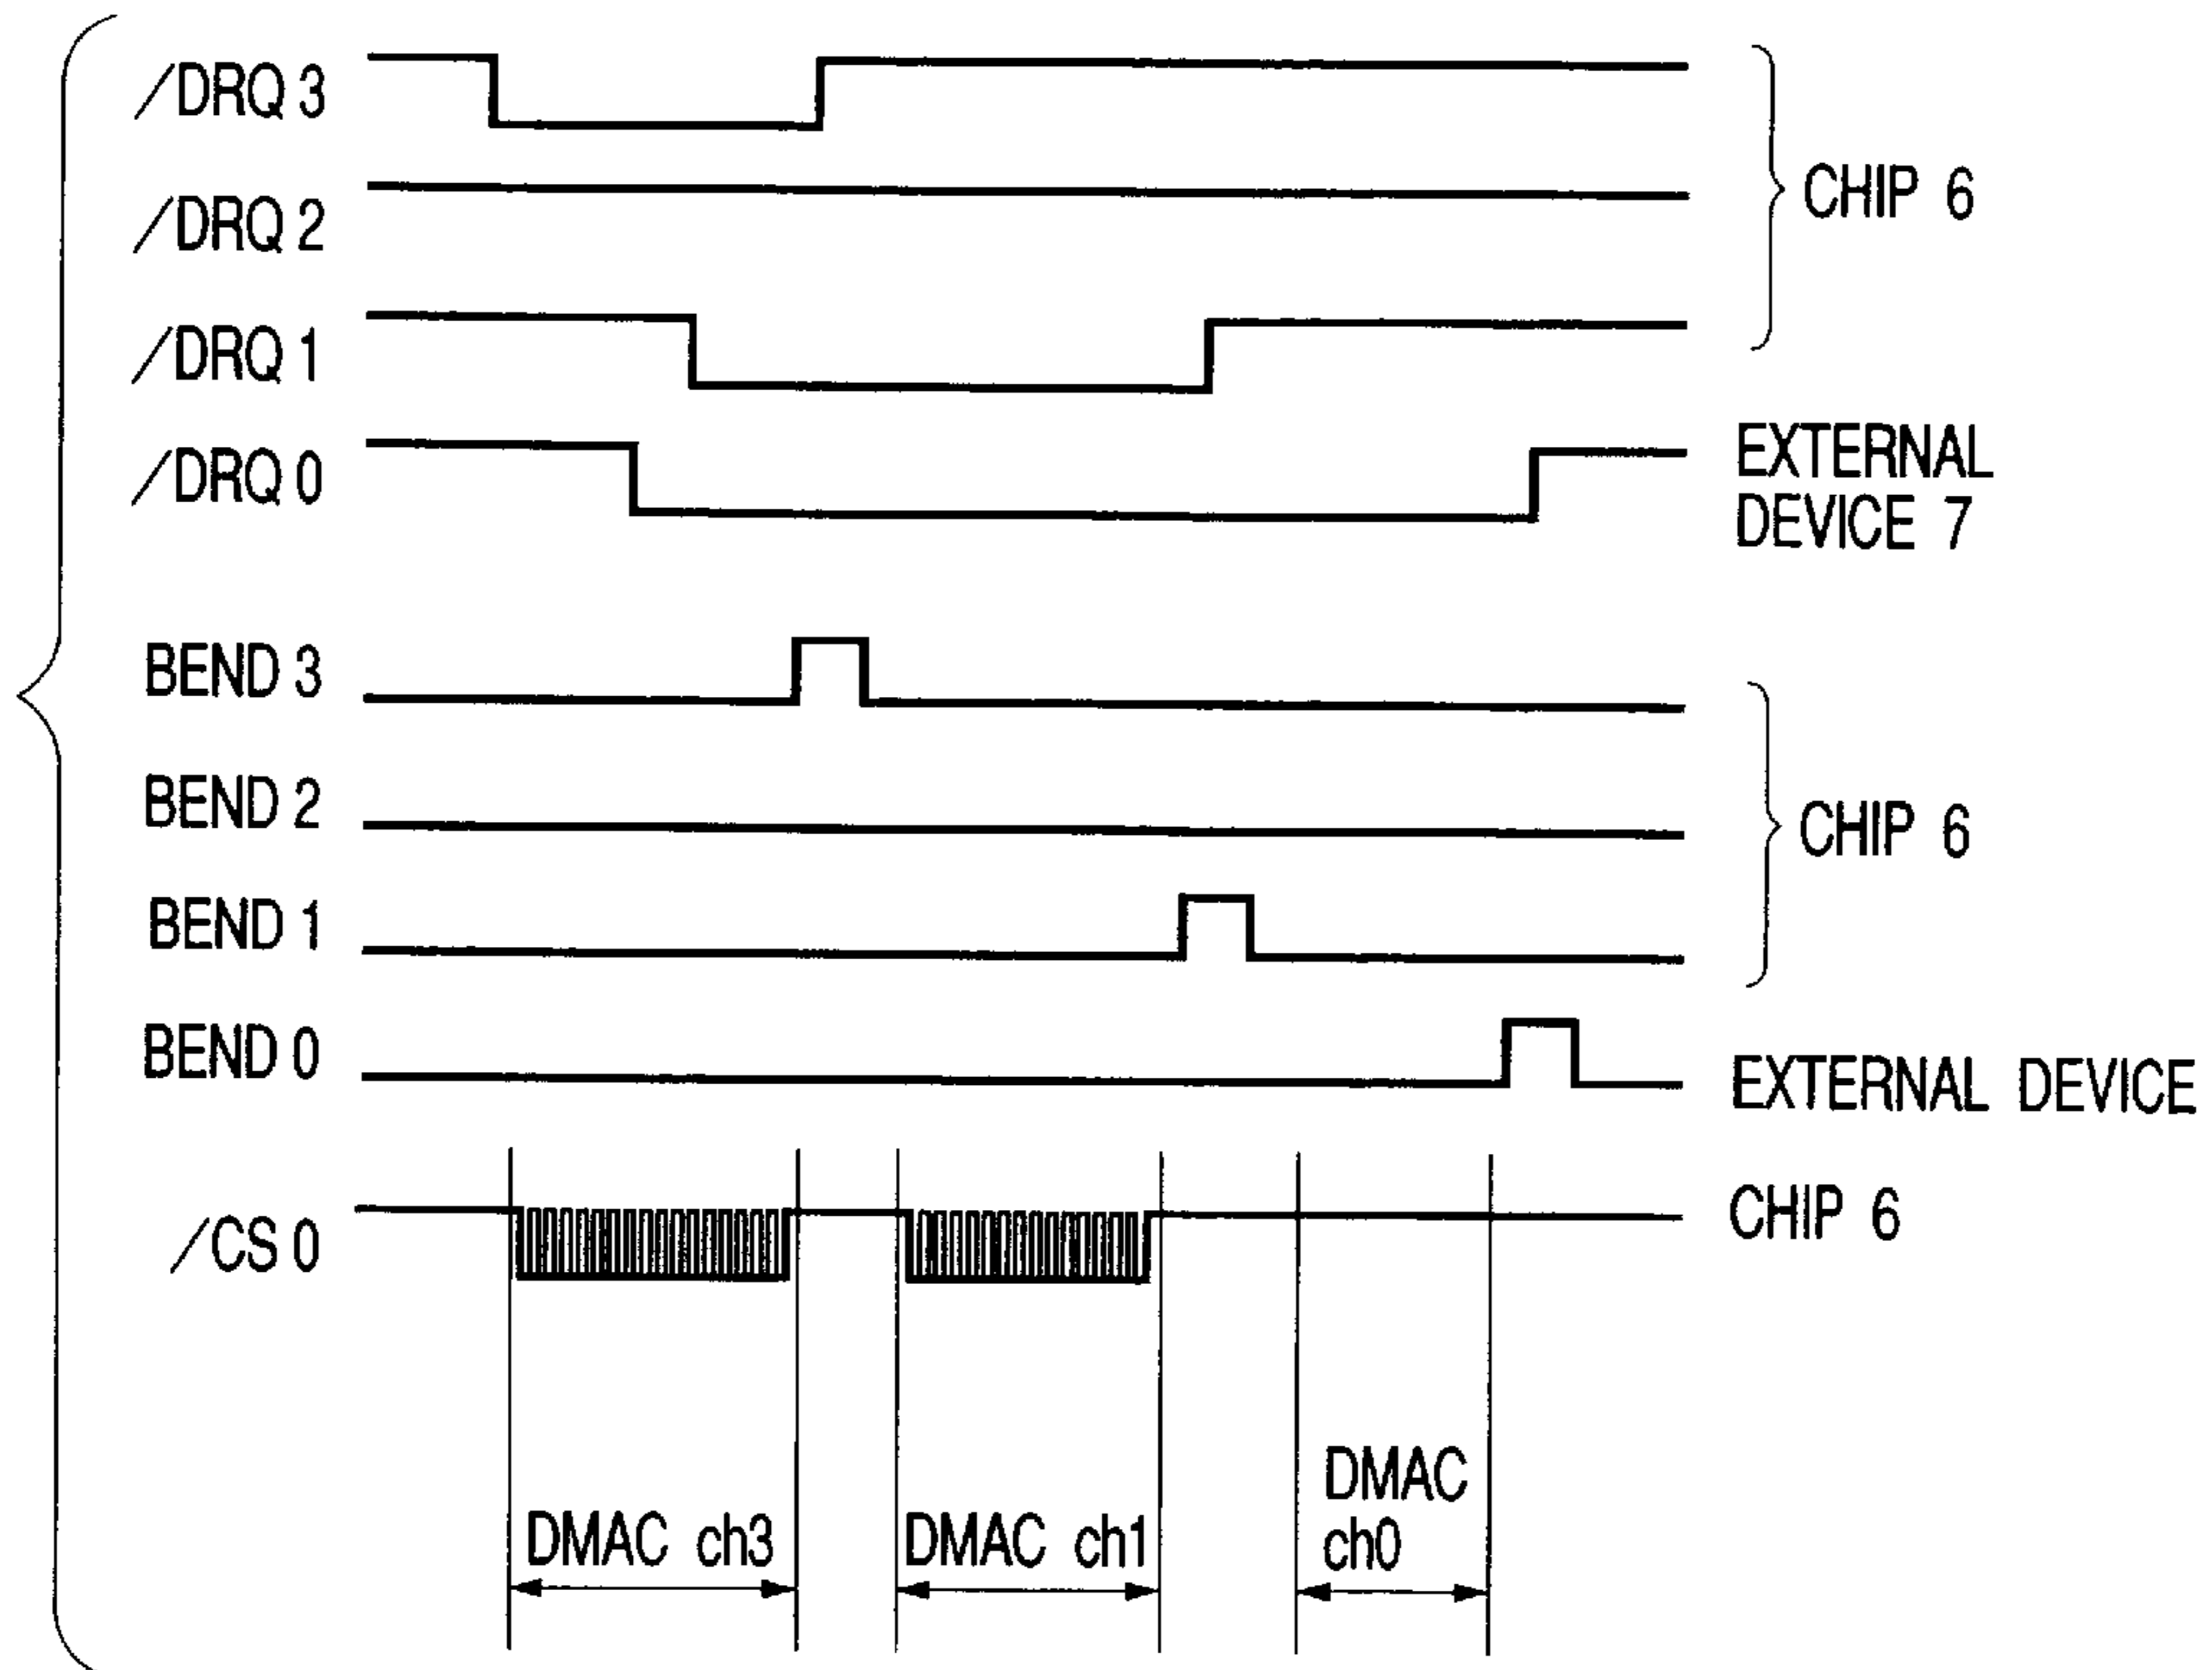 /DRQ 3
/DRQ 2
CHIP 6
/DRQ 1
/DRQ 0
EXTERNAL
DEVICE 7
BEND 3
BEND 2
CHIP 6
BEND 1
BEND 0
EXTERNAL DEVICE
/CS 0
CHIP 6
DMAC ch3
DMAC ch1
DMAC
ch0